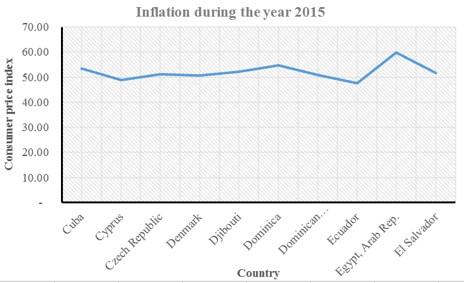 Inflation during the year 2015
Consumer price index
70.00
60.00
50.00
40.00
30.00
20.00
10.00
-
Cuba
Cyprus
Czech Republic
Denmark
Djibouti
Dominica
Dominican...
Ecuador
Egypt, Arab Rep.
El Salvador
Country